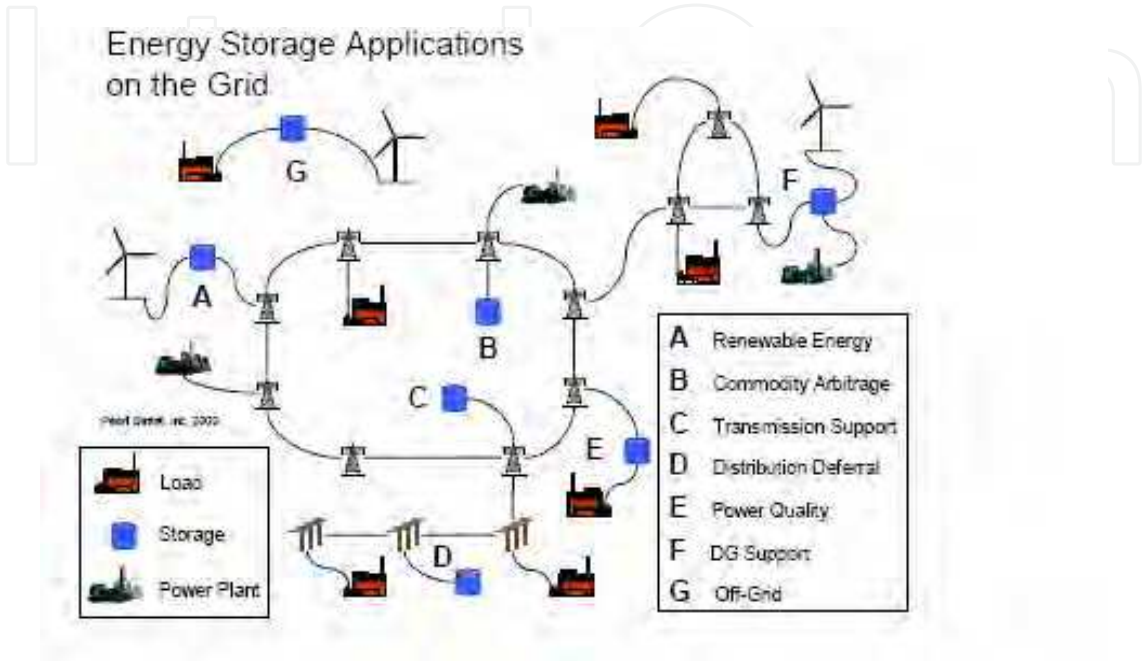 Energy Storage Applications
on the Grid
G
F
A
B
C
E
D
A Renewable Energy
B Commodity Arbitrage
C Transmission Support
D Distribution Deferral
E Power Quality
F DG Support
G Off-Grid
Load
Storage
Power Plant